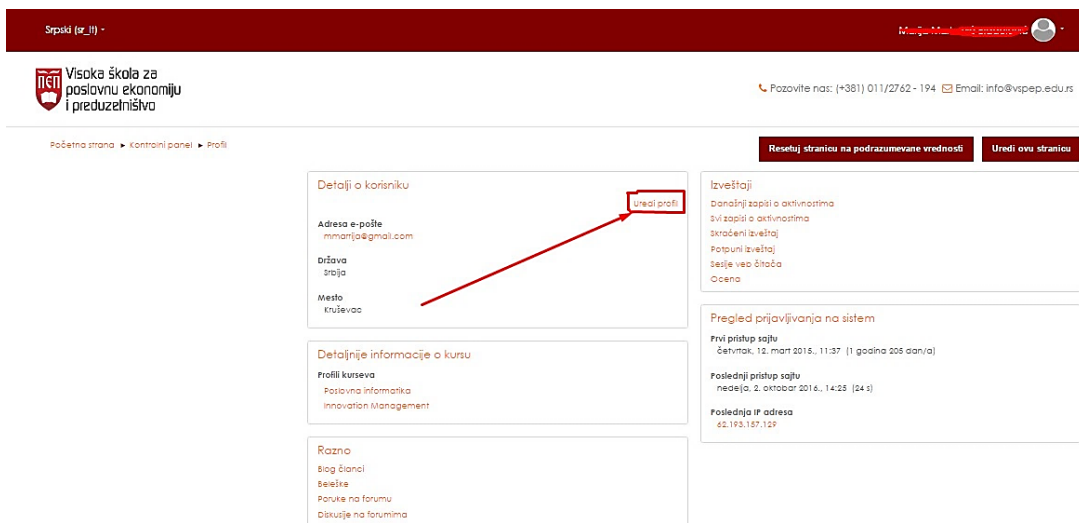 Srpski (sr_lt)
ПЕП
Visoka škola za
poslovnu ekonomiju
i preduzetništvo
Pozovite nas: (+381) 011/2762 - 194 Email: info@vspep.edu.rs
Početna strana ► Kontrolni panel ► Profil
Resetuj stranicu na podrazumevane vrednosti
Uredi ovu stranicu
Detalji o korisniku
Uredi profil
Adresa e-pošte
mmarrija@gmail.com
Država
Srbija
Mesto
Kruševac
Detaljnije informacije o kursu
Profili kurseva
Poslovna informatika
Innovation Management
Razno
Blog članci
Beleške
Poruke na forumu
Diskusije na forumima
Izveštaji
Današnji zapisi o aktivnostima
Svi zapisi o aktivnostima
Skraćeni izveštaj
Potpuni izveštaj
Sesije veb čitača
Ocena
Pregled prijavljivanja na sistem
Prvi pristup sajtu
četvrtak, 12. mart 2015., 11:37 (1 godina 205 dan/a)
Poslednji pristup sajtu
nedelja, 2. oktobar 2016., 14:25 (24 s)
Poslednja IP adresa
62.193.157.129